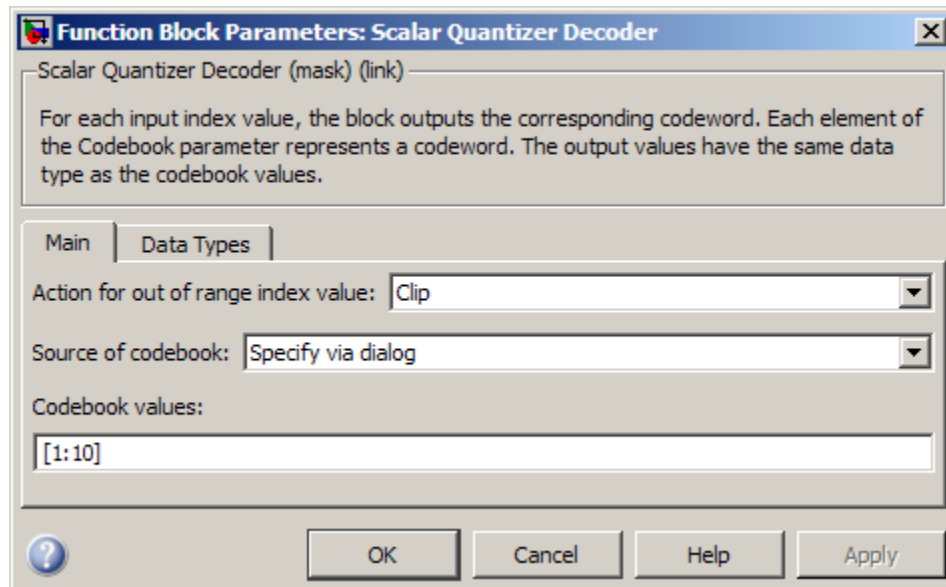 Function Block Parameters: Scalar Quantizer Decoder
Scalar Quantizer Decoder (mask) (link)
For each input index value, the block outputs the corresponding codeword. Each element of
the Codebook parameter represents a codeword. The output values have the same data
type as the codebook values.
Main Data Types
Action for out of range index value: Clip
Source of codebook: Specify via dialog
Codebook values:
[1:10]
? OK Cancel Help Apply